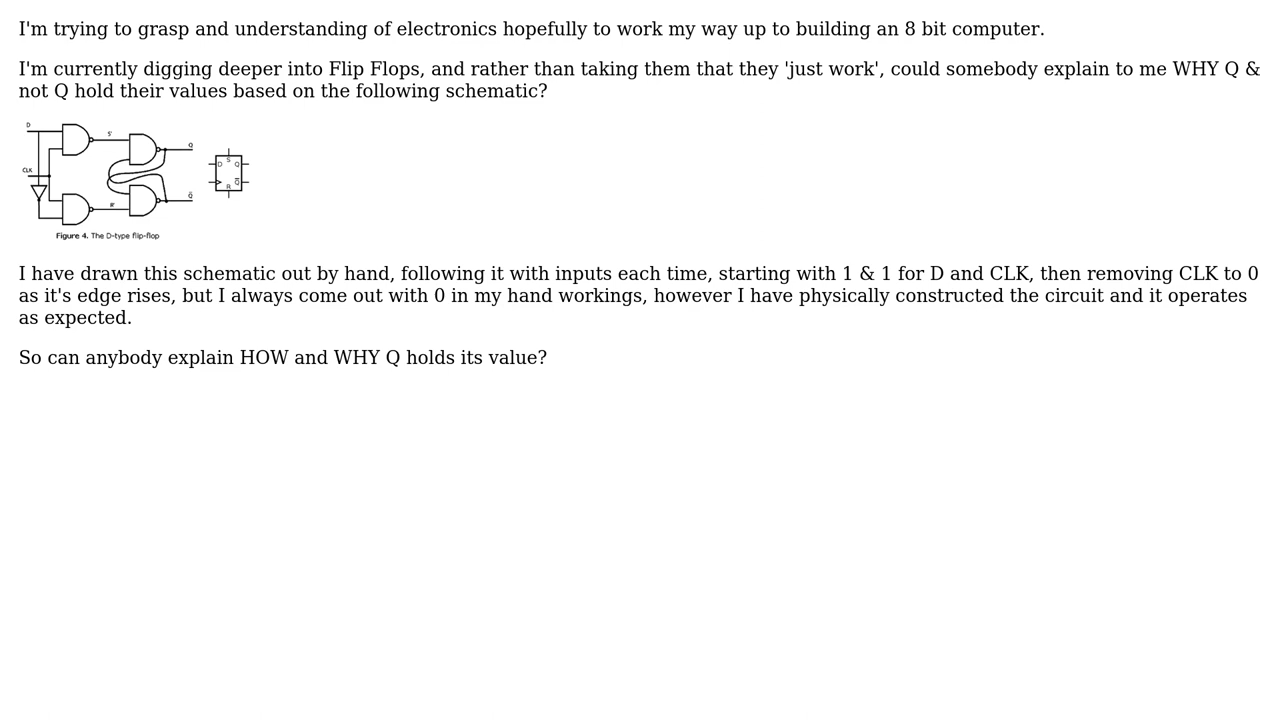 I'm trying to grasp and understanding of electronics hopefully to work my way up to building an 8 bit computer.
I'm currently digging deeper into Flip Flops, and rather than taking them that they 'just work', could somebody explain to me WHY Q &
not Q hold their values based on the following schematic?
D
S'
Q
CLK
R'
Q̄
S
D Q
Q̄
R
Figure 4. The D-type flip-flop
I have drawn this schematic out by hand, following it with inputs each time, starting with 1 & 1 for D and CLK, then removing CLK to 0
as it's edge rises, but I always come out with 0 in my hand workings, however I have physically constructed the circuit and it operates
as expected.
So can anybody explain HOW and WHY Q holds its value?